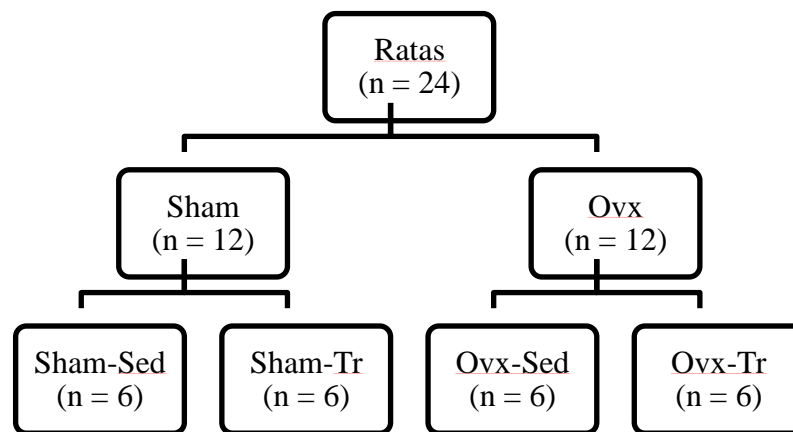 Ratas
(n = 24)
Sham
(n = 12)
Ovx
(n = 12)
Sham-Sed
(n = 6)
Sham-Tr
(n = 6)
Ovx-Sed
(n = 6)
Ovx-Tr
(n = 6)